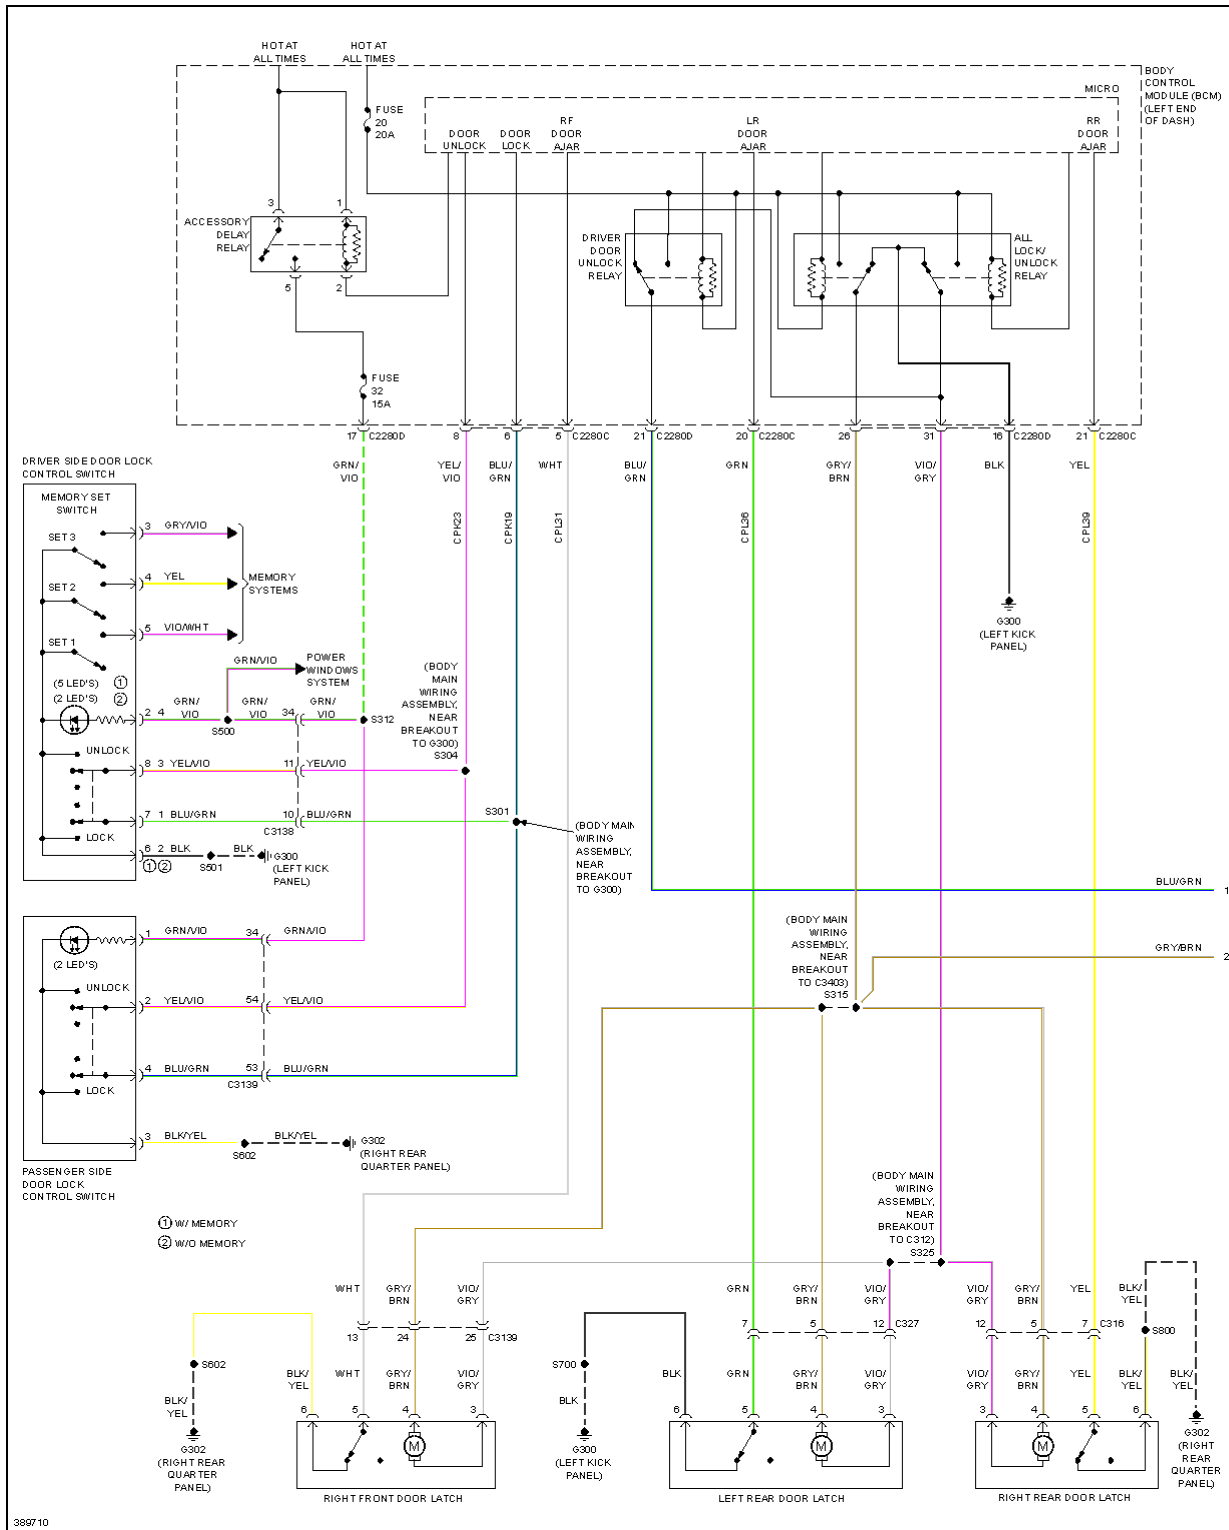 HOT AT
ALL TIMES
HOT AT
ALL TIMES
BODY
CONTROL
MODULE (BCM)
(LEFT END
OF DASH)
MICRO
FUSE
20
20A
DOOR
UNLOCK
DOOR
LOCK
RF
DOOR
AJAR
LR
DOOR
AJAR
RR
DOOR
AJAR
3
1
ACCESSORY
DELAY
RELAY
5
2
DRIVER
DOOR
UNLOCK
RELAY
ALL
LOCK/
UNLOCK
RELAY
FUSE
32
15A
17 C2280D
8
6
5 C2280C
21 C2280D
20 C2280C
26
31
16 C2280D
21 C2280C
GRN/
VIO
YEL/
VIO
BLU/
GRN
WHT
BLU/
GRN
GRN
GRY/
BRN
VIO/
GRY
BLK
YEL
CPK23
CPK19
CPL31
CPL36
CPL39
DRIVER SIDE DOOR LOCK
CONTROL SWITCH
MEMORY SET
SWITCH
SET 3
SET 2
SET 1
3 GRY/VIO
4 YEL
5 VIO/WHT
MEMORY
SYSTEMS
GRN/VIO
POWER
WINDOWS
SYSTEM
(5 LED'S) 1
(2 LED'S) 2
2 4 GRN/
VIO
S500
GRN/
VIO
34
GRN/
VIO
S312
(BODY
MAIN
WIRING
ASSEMBLY,
NEAR
BREAKOUT
TO G300)
S304
G300
(LEFT KICK
PANEL)
UNLOCK
8 3 YEL/VIO
11 YEL/VIO
7 1 BLU/GRN
10 BLU/GRN
C3138
LOCK
S301
(BODY MAIN
WIRING
ASSEMBLY,
NEAR
BREAKOUT
TO G300)
6 2 BLK
1 2
S501
BLK
G300
(LEFT KICK
PANEL)
BLU/GRN 1
GRY/BRN 2
(BODY MAIN
WIRING
ASSEMBLY,
NEAR
BREAKOUT
TO C3403)
S315
1 GRN/VIO
34 GRN/VIO
(2 LED'S)
UNLOCK
2 YEL/VIO
54 YEL/VIO
4 BLU/GRN
53 BLU/GRN
C3139
LOCK
3 BLK/YEL
S602
BLK/YEL
G302
(RIGHT REAR
QUARTER PANEL)
PASSENGER SIDE
DOOR LOCK
CONTROL SWITCH
1 W/ MEMORY
2 W/O MEMORY
(BODY MAIN
WIRING
ASSEMBLY,
NEAR
BREAKOUT
TO C312)
S325
WHT
GRY/
BRN
VIO/
GRY
GRN
GRY/
BRN
VIO/
GRY
VIO/
GRY
GRY/
BRN
YEL
BLK/
YEL
13
24
25 C3139
7
5
12 C327
12
5
7 C316
S800
S602
BLK/
YEL
G302
(RIGHT REAR
QUARTER
PANEL)
BLK/
YEL
WHT
GRY/
BRN
VIO/
GRY
6
5
4
3
RIGHT FRONT DOOR LATCH
M
S700
BLK
G300
(LEFT KICK
PANEL)
BLK
GRN
GRY/
BRN
VIO/
GRY
6
5
4
3
M
LEFT REAR DOOR LATCH
VIO/
GRY
GRY/
BRN
YEL
BLK/
YEL
BLK/
YEL
3
4
5
6
M
RIGHT REAR DOOR LATCH
G302
(RIGHT
REAR
QUARTER
PANEL)
389710